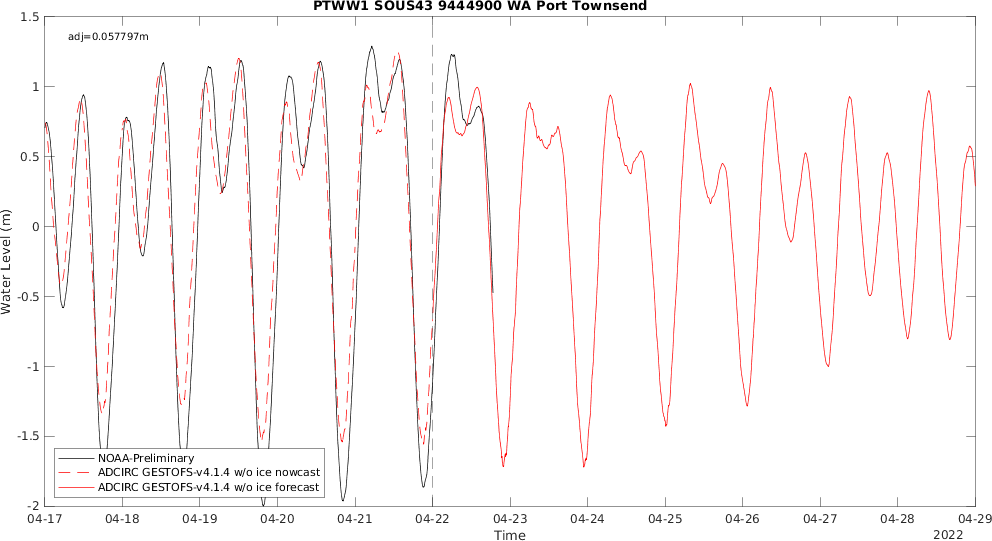 PTWW1 SOUS43 9444900 WA Port Townsend
adj=0.057797m
1.5
1
0.5
0
-0.5
-1
-1.5
-2
Water Level (m)
NOAA-Preliminary
ADCIRC GESTOFS-v4.1.4 w/o ice nowcast
ADCIRC GESTOFS-v4.1.4 w/o ice forecast
04-17 04-18 04-19 04-20 04-21 04-22 04-23 04-24 04-25 04-26 04-27 04-28 04-29
Time
2022